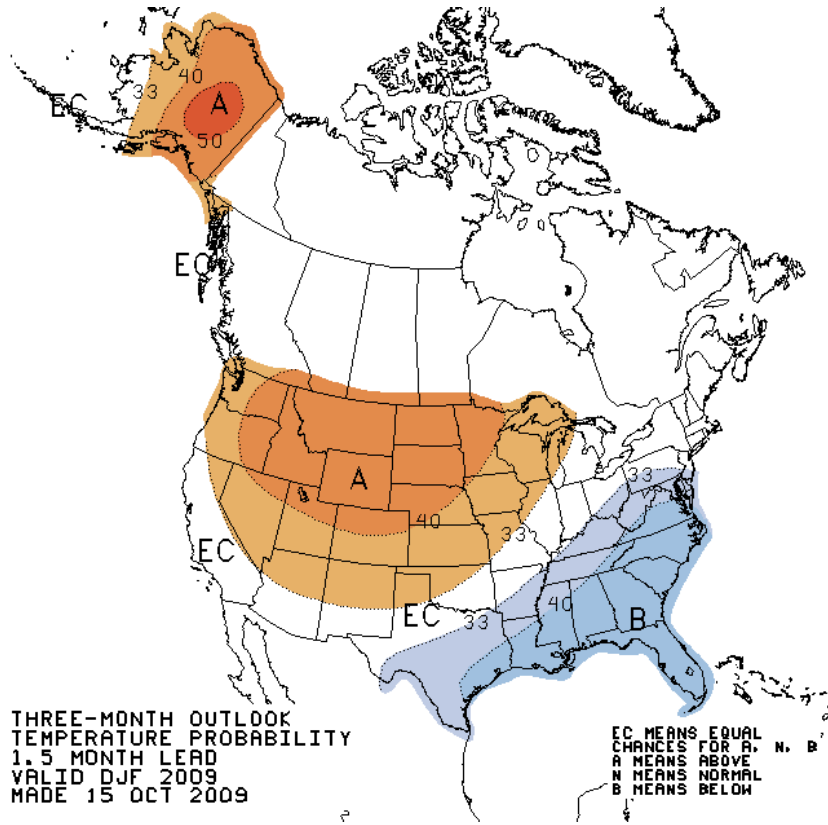 40
33
EC
A
50
EC
A
33
40
33
EC
EC
33
40
B
THREE-MONTH OUTLOOK
TEMPERATURE PROBABILITY
1.5 MONTH LEAD
VALID DJF 2009
MADE 15 OCT 2009
EC MEANS EQUAL
CHANCES FOR A, N, B
A MEANS ABOVE
N MEANS NORMAL
B MEANS BELOW